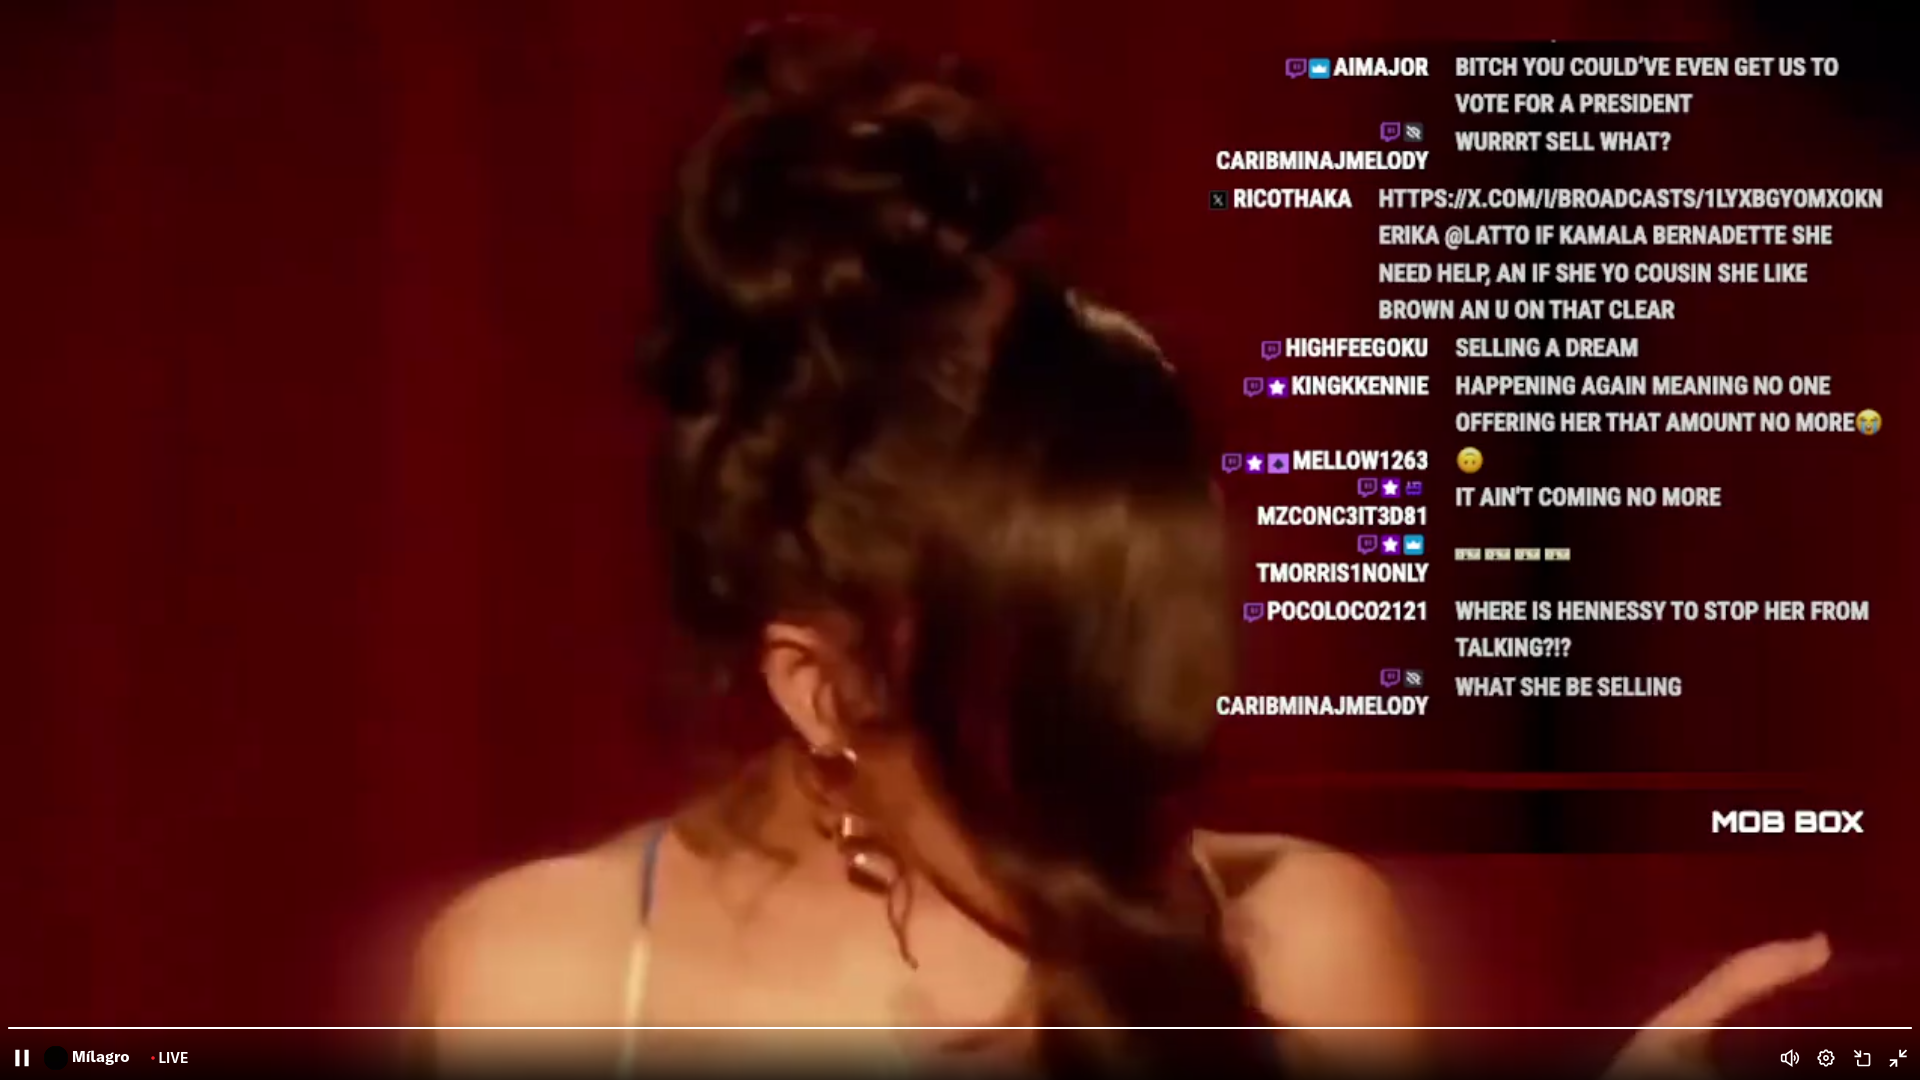 AIMAJOR BITCH YOU COULD'VE EVEN GET US TO
VOTE FOR A PRESIDENT
CARIBMINAJMELODY WURRRT SELL WHAT?
RICOTHAKA HTTPS://X.COM/I/BROADCASTS/1LYXBGYOMXOKN
ERIKA @LATTO IF KAMALA BERNADETTE SHE
NEED HELP, AN IF SHE YO COUSIN SHE LIKE
BROWN AN U ON THAT CLEAR
HIGHFEEGOKU SELLING A DREAM
KINGKKENNIE HAPPENING AGAIN MEANING NO ONE
OFFERING HER THAT AMOUNT NO MORE😭
MELLOW1263 🙃
MZCONC3IT3D81 IT AIN'T COMING NO MORE
TMORRIS1NONLY
POCOLOCO2121 WHERE IS HENNESSY TO STOP HER FROM
TALKING?!?
CARIBMINAJMELODY WHAT SHE BE SELLING
MOB BOX
Mílagro • LIVE